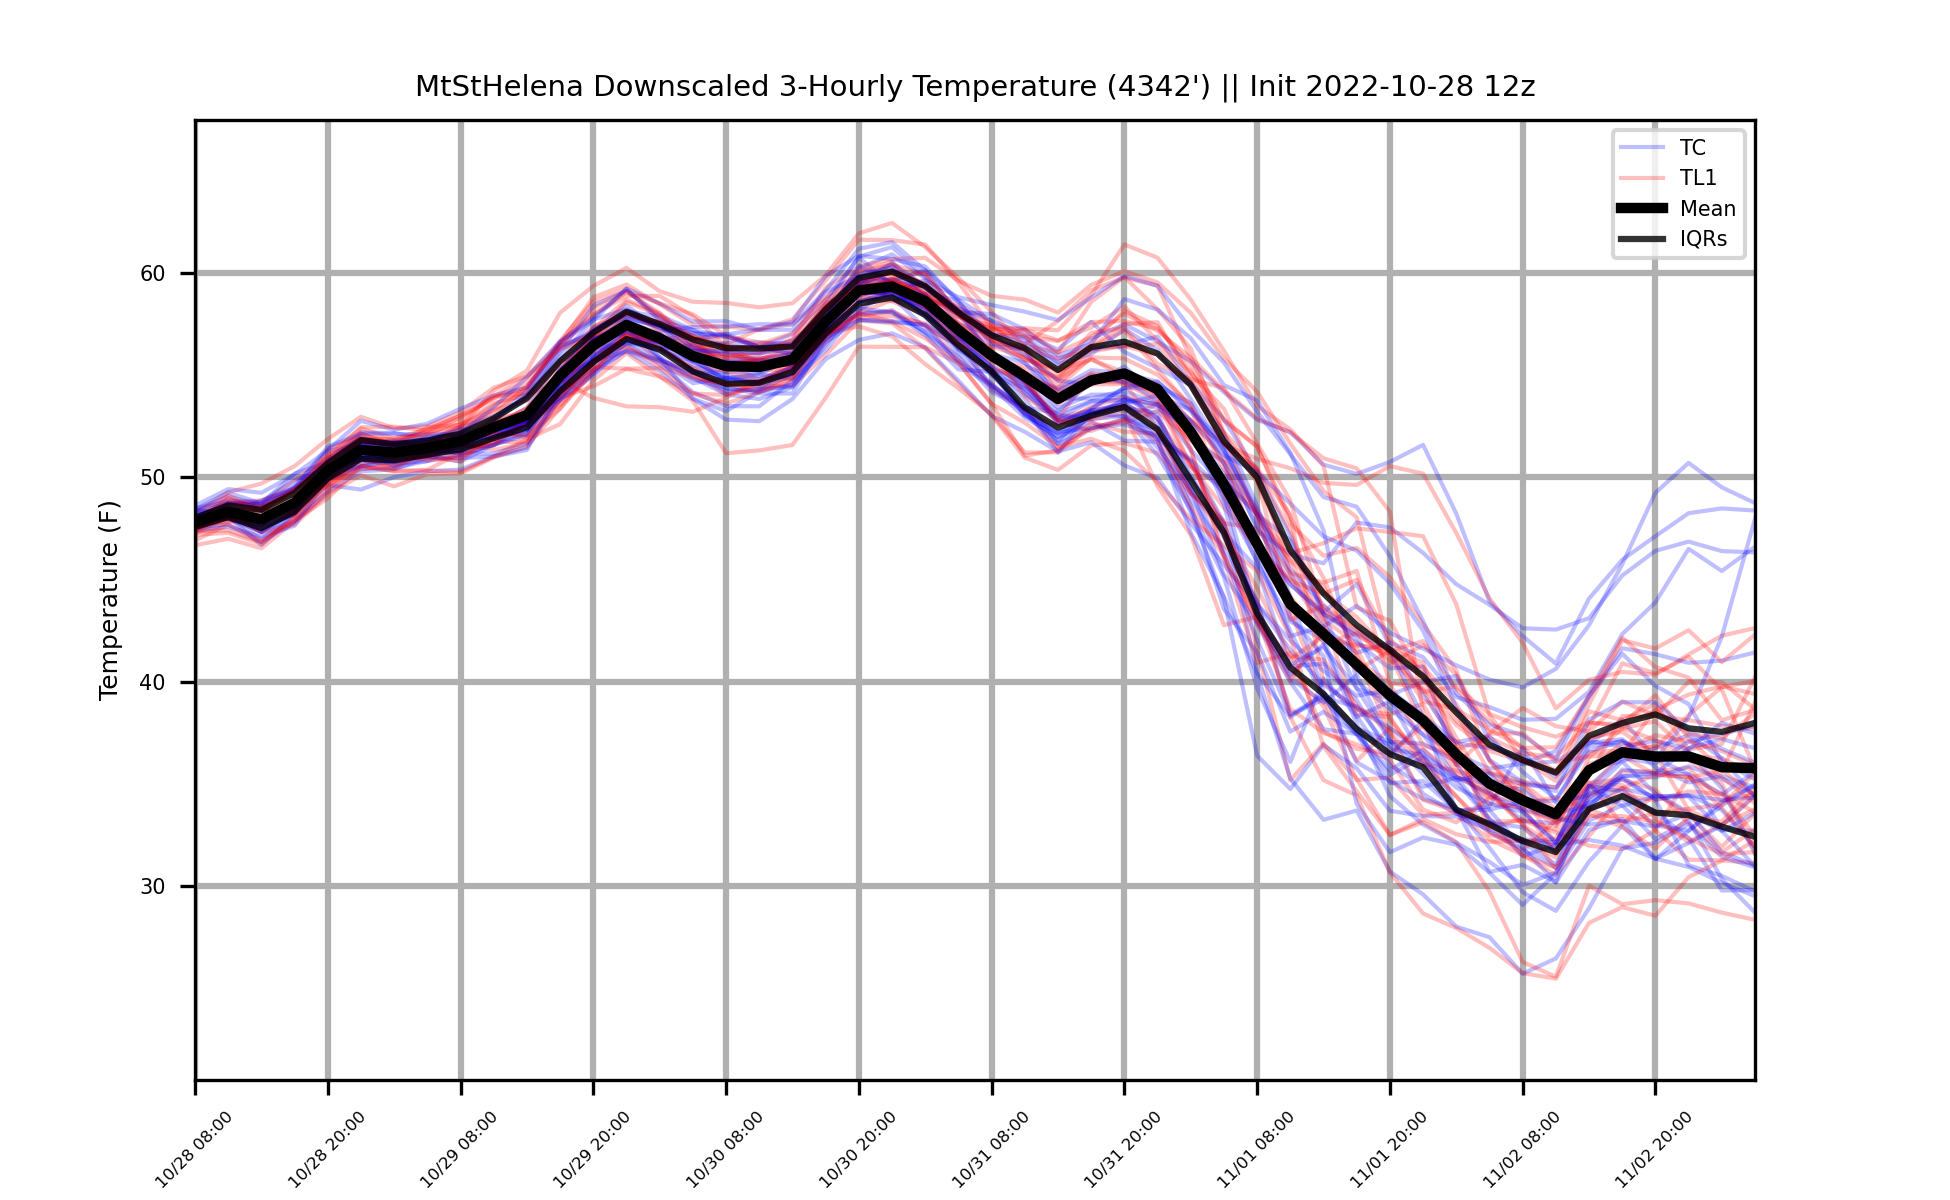 MtStHelena Downscaled 3-Hourly Temperature (4342') || Init 2022-10-28 12z
TC
TL1
Mean
IQRs
Temperature (F)
60
50
40
30
10/28 08:00
10/28 20:00
10/29 08:00
10/29 20:00
10/30 08:00
10/30 20:00
10/31 08:00
10/31 20:00
11/01 08:00
11/01 20:00
11/02 08:00
11/02 20:00